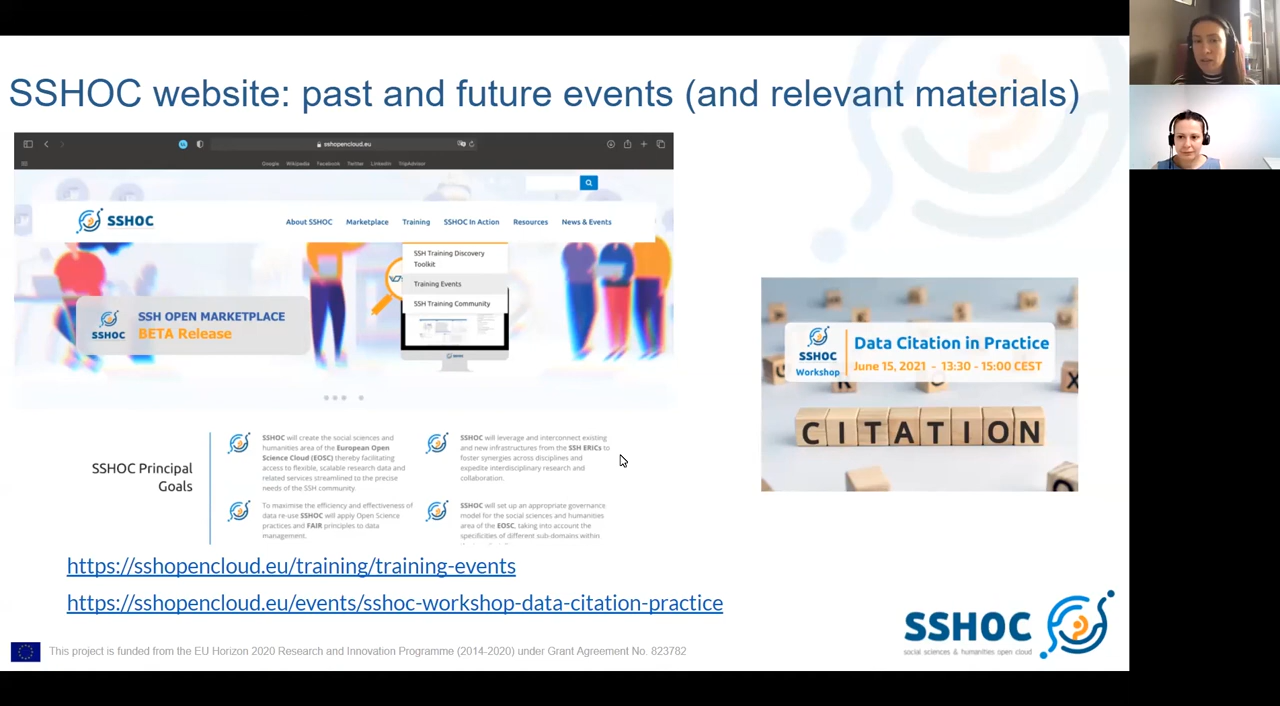 SSHOC website: past and future events (and relevant materials)
sshopencloud.eu
Google Wikipedia Facebook Twitter LinkedIn TripAdvisor
SSHOC
About SSHOC Marketplace Training SSHOC In Action Resources News & Events
SSH Training Discovery
Toolkit
Training Events
SSH Training Community
SSHOC
SSH OPEN MARKETPLACE
BETA Release
SSHOC Principal
Goals
SSHOC will create the social sciences and
humanities area of the European Open
Science Cloud (EOSC) thereby facilitating
access to flexible, scalable research data and
related services streamlined to the precise
needs of the SSH community.
SSHOC will leverage and interconnect existing
and new infrastructures from the SSH ERICs to
foster synergies across disciplines and
expedite interdisciplinary research and
collaboration.
To maximise the efficiency and effectiveness of
data re-use SSHOC will apply Open Science
practices and FAIR principles to data
management.
SSHOC will set up an appropriate governance
model for the social sciences and humanities
area of the EOSC, taking into account the
specificities of different sub-domains within
SSHOC
Workshop
Data Citation in Practice
June 15, 2021 - 13:30 - 15:00 CEST
CITATION
https://sshopencloud.eu/training/training-events
https://sshopencloud.eu/events/sshoc-workshop-data-citation-practice
SSHOC
social sciences & humanities open cloud
This project is funded from the EU Horizon 2020 Research and Innovation Programme (2014-2020) under Grant Agreement No. 823782